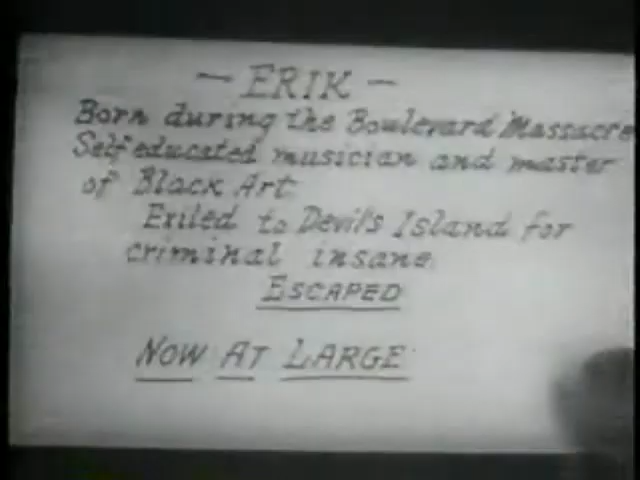 - ERIK -
Born during the Boulevard Massacre
Self educated musician and master
of Black Art
Exiled to Devil's Island for
criminal insane.
ESCAPED
NOW AT LARGE